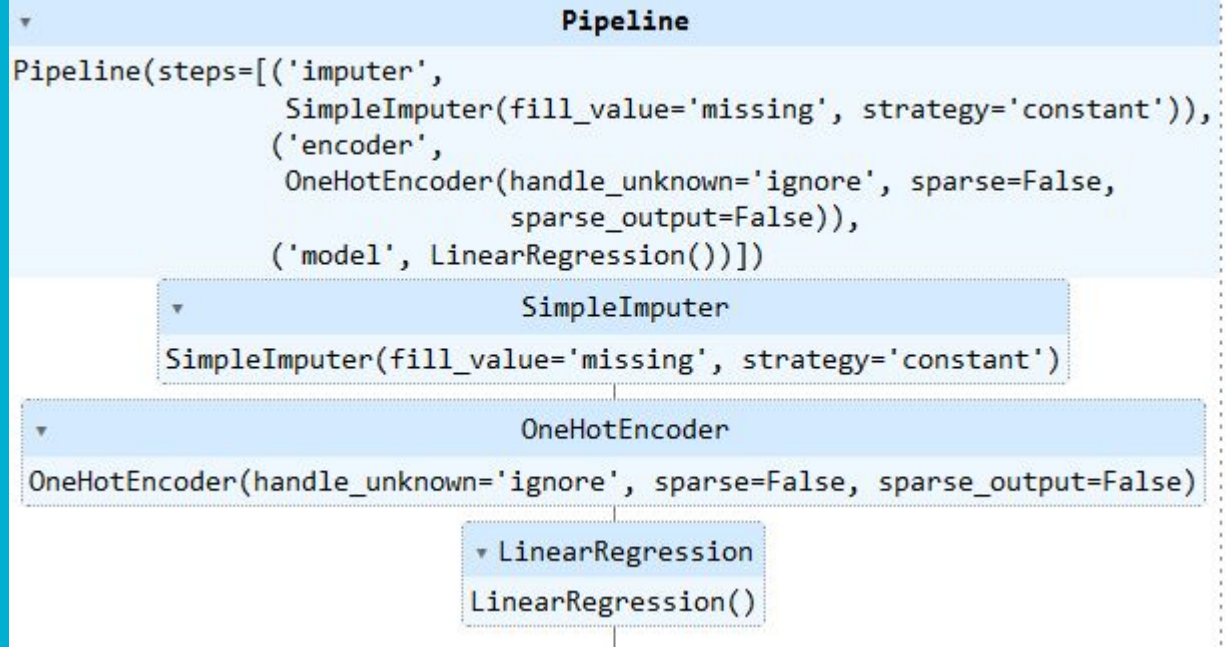 Pipeline
Pipeline(steps=[('imputer',
SimpleImputer(fill_value='missing', strategy='constant')),
('encoder',
OneHotEncoder(handle_unknown='ignore', sparse=False,
sparse_output=False)),
('model', LinearRegression())])
SimpleImputer
SimpleImputer(fill_value='missing', strategy='constant')
OneHotEncoder
OneHotEncoder(handle_unknown='ignore', sparse=False, sparse_output=False)
LinearRegression
LinearRegression()